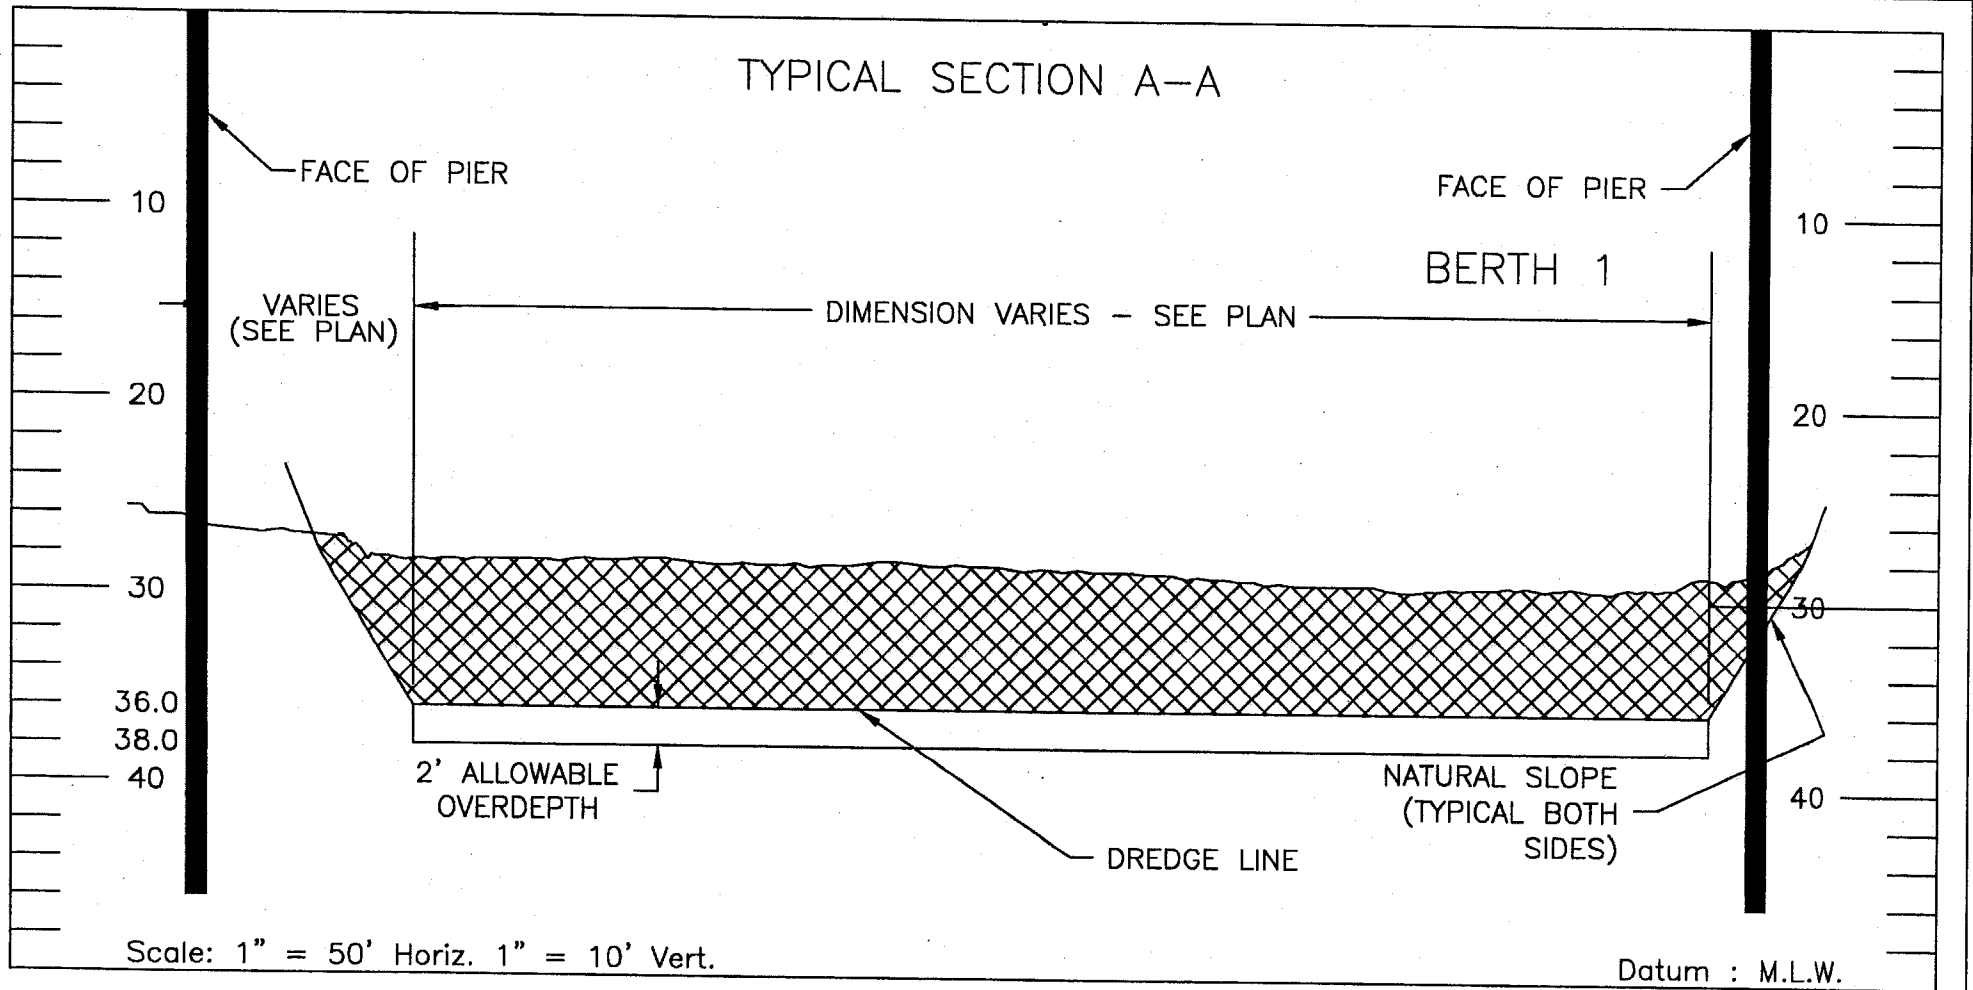 TYPICAL SECTION A-A
FACE OF PIER
FACE OF PIER
10
10
BERTH 1
VARIES
(SEE PLAN)
DIMENSION VARIES - SEE PLAN
20
20
30
30
36.0
38.0
40
40
2' ALLOWABLE
OVERDEPTH
NATURAL SLOPE
(TYPICAL BOTH
SIDES)
DREDGE LINE
Scale: 1" = 50' Horiz. 1" = 10' Vert.
Datum : M.L.W.